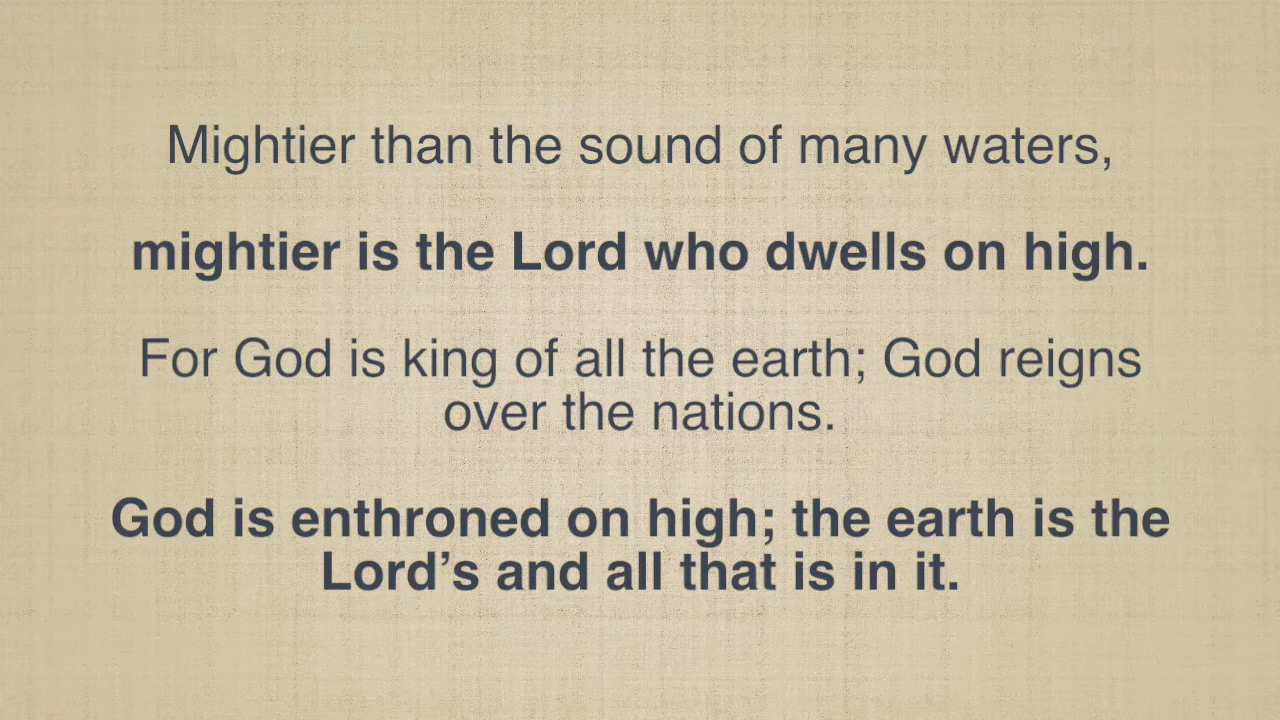 Mightier than the sound of many waters,
mightier is the Lord who dwells on high.
For God is king of all the earth; God reigns
over the nations.
God is enthroned on high; the earth is the
Lord’s and all that is in it.